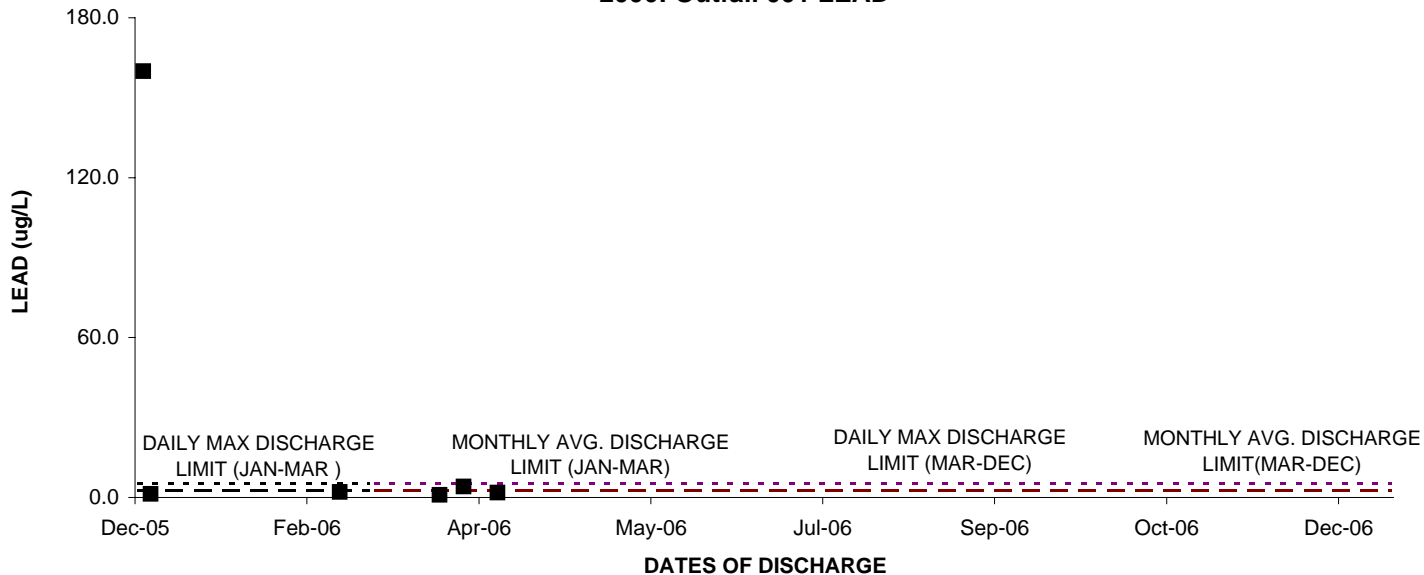 180.0
120.0
60.0
0.0
LEAD (ug/L)
DAILY MAX DISCHARGE
LIMIT (JAN-MAR )
MONTHLY AVG. DISCHARGE
LIMIT (JAN-MAR)
DAILY MAX DISCHARGE
LIMIT (MAR-DEC)
MONTHLY AVG. DISCHARGE
LIMIT(MAR-DEC)
Dec-05 Feb-06 Apr-06 May-06 Jul-06 Sep-06 Oct-06 Dec-06
DATES OF DISCHARGE